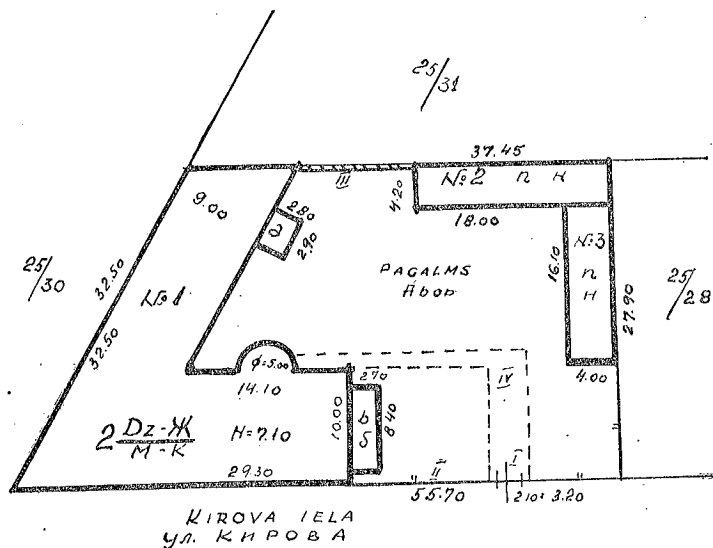 25/31
37.45
III
4.20
№2 п н
18.00
9.00
2.80
a
2.90
№3
п
н
16.10
27.90
4.00
PAGALMS
Двор
25/30
32.50
32.50
№1
25/28
ф=5.00
14.10
2 Dz-Ж/М-К
H=7.10
10.00
29.30
2.70
b
5
8.40
IV
II
I
55.70
2.10
3.20
KIROVA IELA
ул. КИРОВА